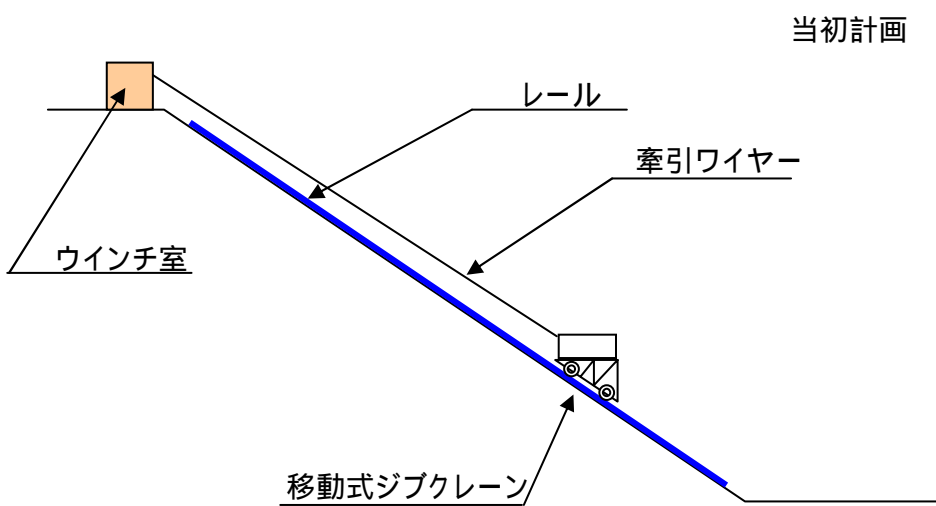 当初計画
レール
牽引ワイヤー
ウインチ室
移動式ジブクレーン